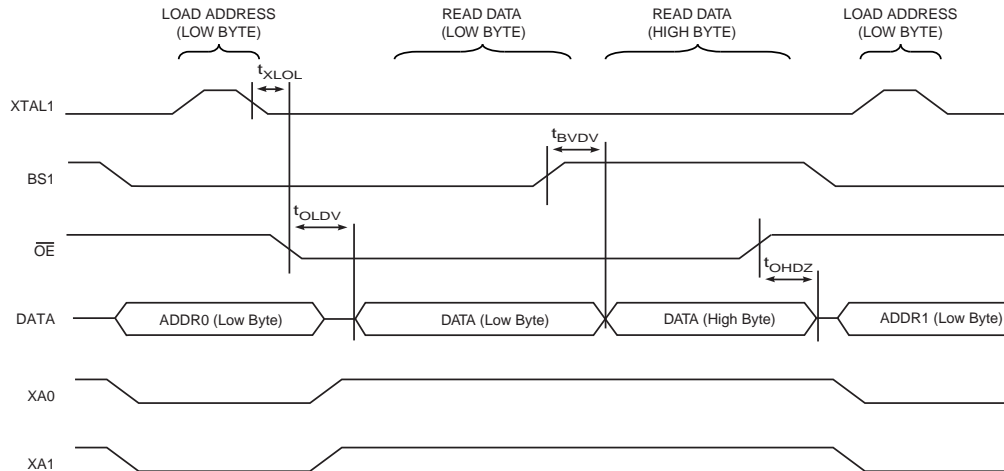 LOAD ADDRESS
(LOW BYTE)
READ DATA
(LOW BYTE)
READ DATA
(HIGH BYTE)
LOAD ADDRESS
(LOW BYTE)
tXLOL
XTAL1
tBVDV
BS1
tOLDV
OE
tOHDZ
DATA
ADDR0 (Low Byte)
DATA (Low Byte)
DATA (High Byte)
ADDR1 (Low Byte)
XA0
XA1